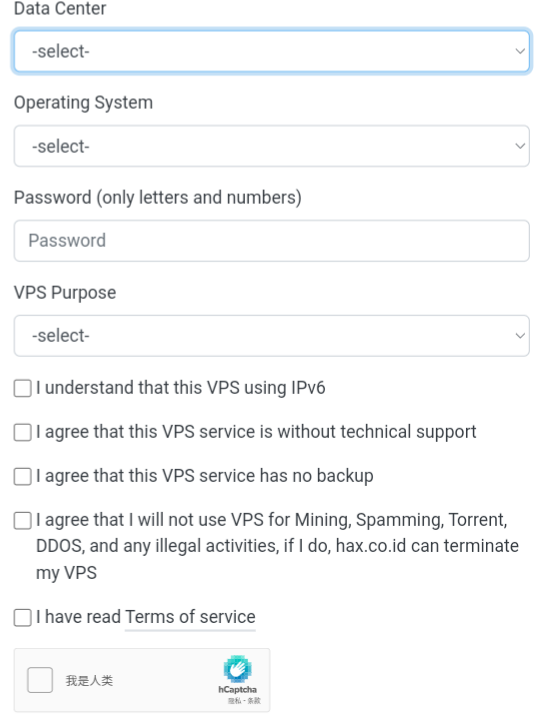 Data Center
-select-
Operating System
-select-
Password (only letters and numbers)
Password
VPS Purpose
-select-
I understand that this VPS using IPv6
I agree that this VPS service is without technical support
I agree that this VPS service has no backup
I agree that I will not use VPS for Mining, Spamming, Torrent,
DDOS, and any illegal activities, if I do, hax.co.id can terminate
my VPS
I have read Terms of service
我是人类
hCaptcha
隐私 - 条款